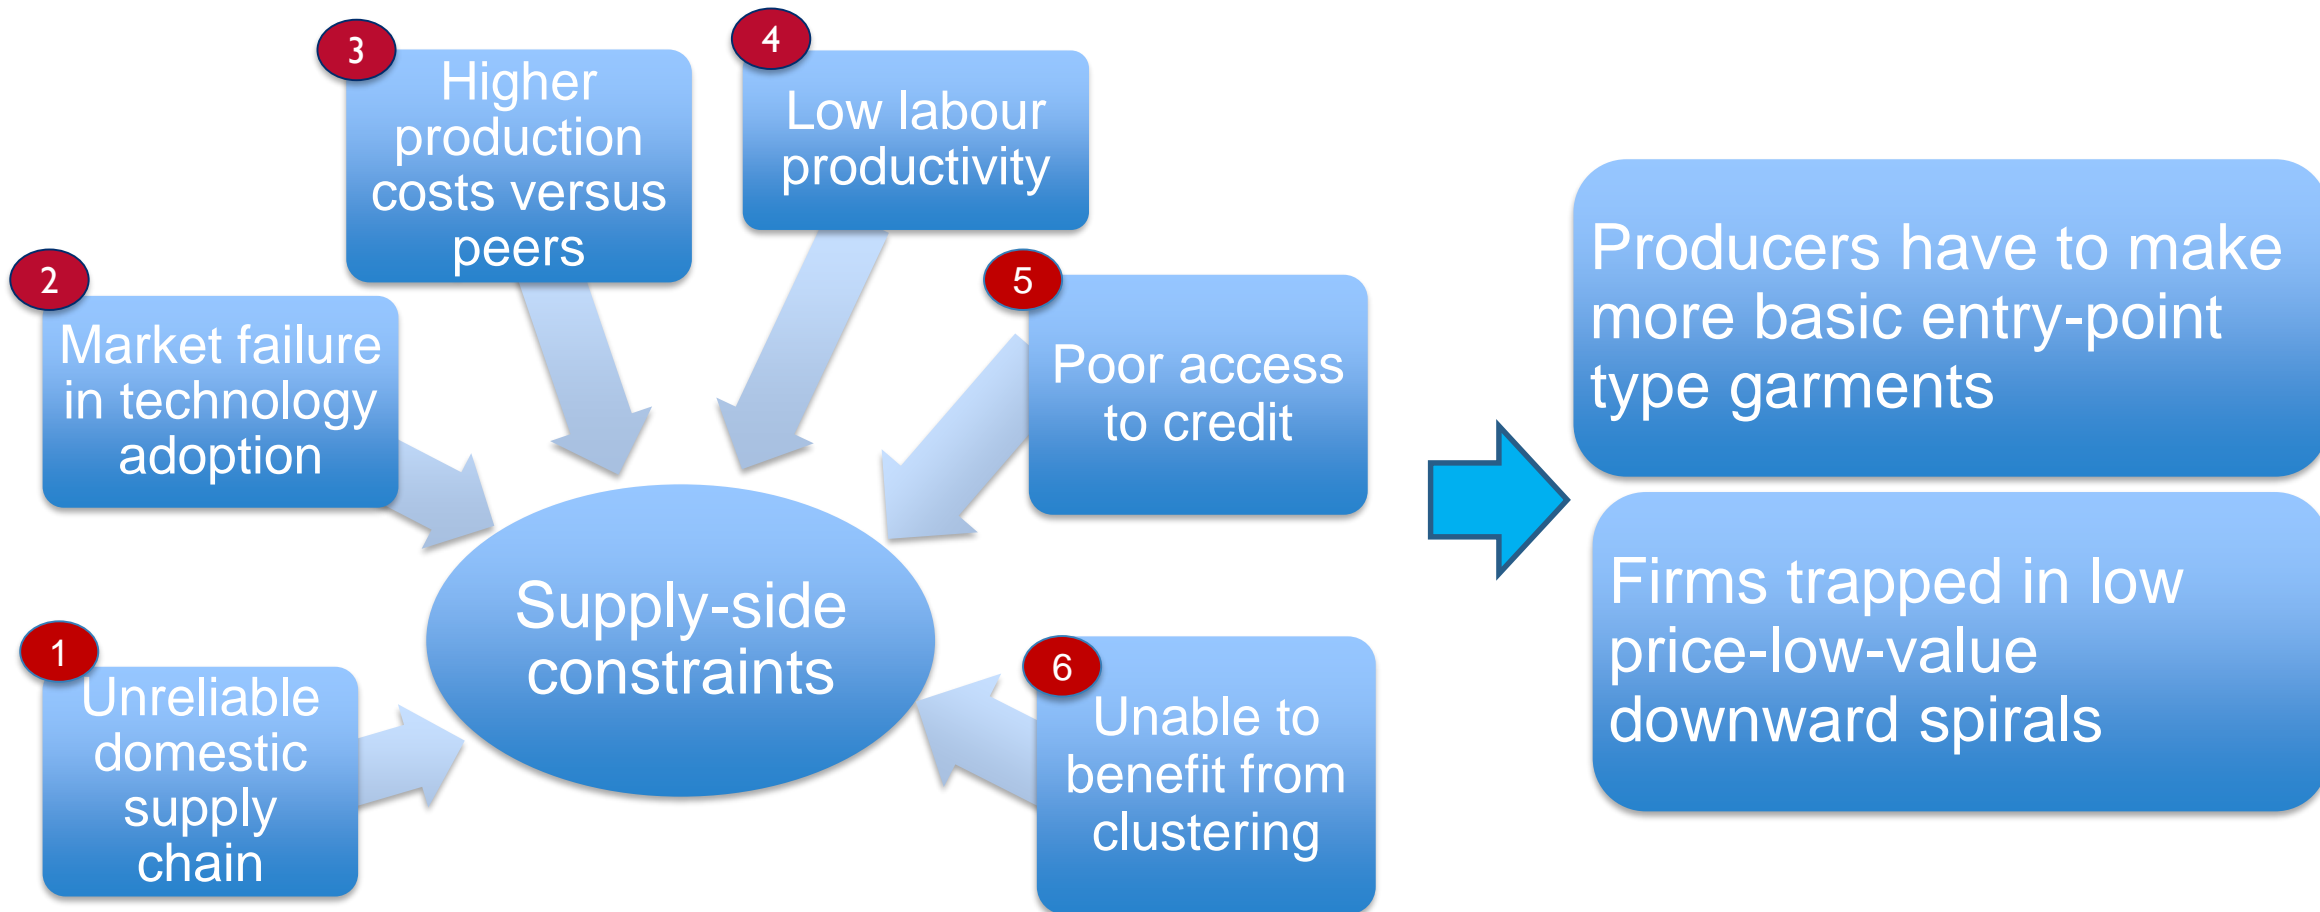 1
Unreliable
domestic
supply
chain
2
Market failure
in technology
adoption
3
Higher
production
costs versus
peers
4
Low labour
productivity
5
Poor access
to credit
6
Unable to
benefit from
clustering
Supply-side
constraints
Producers have to make
more basic entry-point
type garments
Firms trapped in low
price-low-value
downward spirals